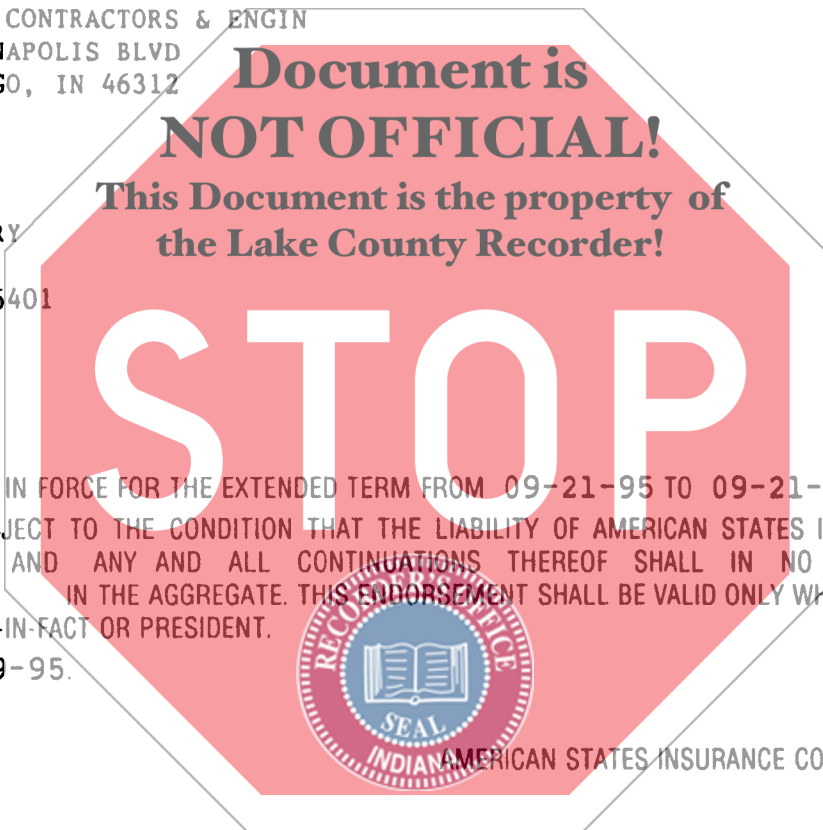 CONTRACTORS & ENGIN
NAPOLIS BLVD
GO, IN 46312
Document is
NOT OFFICIAL!
This Document is the property of
the Lake County Recorder!
RY
5401
STOP
IN FORCE FOR THE EXTENDED TERM FROM 09-21-95 TO 09-21-
JECT TO THE CONDITION THAT THE LIABILITY OF AMERICAN STATES I
AND ANY AND ALL CONTINUATIONS THEREOF SHALL IN NO
IN THE AGGREGATE. THIS ENDORSEMENT SHALL BE VALID ONLY WH
-IN-FACT OR PRESIDENT.
9-95.
RECORDER'S OFFICE
SEAL
INDIANA
AMERICAN STATES INSURANCE CO